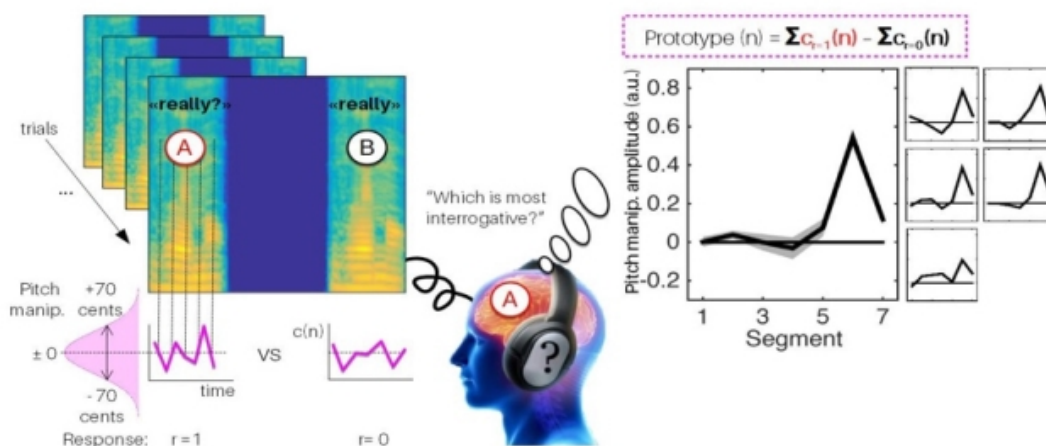 Prototype (n) = Σc_{r=1}(n) – Σc_{r=0}(n)
«really?»
«really»
A
B
trials
...
"Which is most
interrogative?"
A
?
Pitch
manip.
+70
cents
± 0
- 70
cents
time
VS
c(n)
Response:
r = 1
r= 0
Pitch manip. amplitude (a.u.)
0.8
0.6
0.4
0.2
0
-0.2
1
3
5
7
Segment